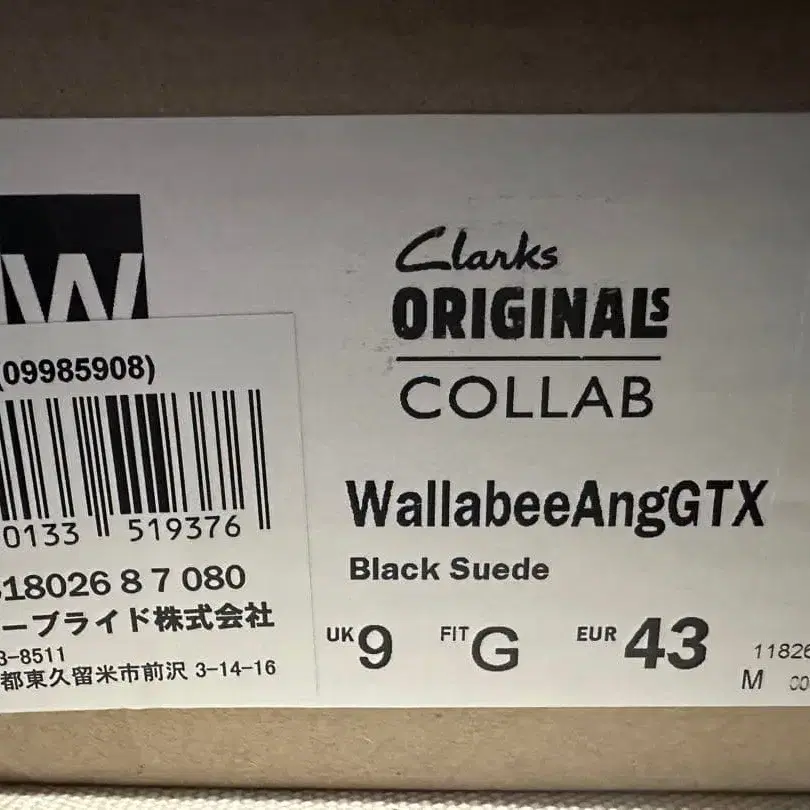 W
(09985908)
0133 519376
18026 8 7 080
ーブライド株式会社
3-8511
都東久留米市前沢 3-14-16
Clarks
ORIGINALS
COLLAB
WallabeeAngGTX
Black Suede
UK 9 FIT G EUR 43
11826
M